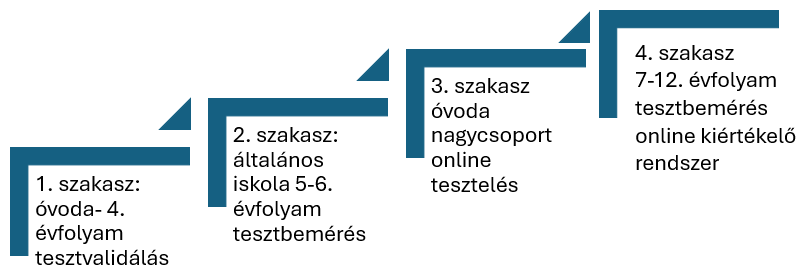 1. szakasz:
óvoda- 4.
évfolyam
tesztvalidálás
2. szakasz:
általános
iskola 5-6.
évfolyam
tesztbemérés
3. szakasz
óvoda
nagycsoport
online
tesztelés
4. szakasz
7-12. évfolyam
tesztbemérés
online kiértékelő
rendszer